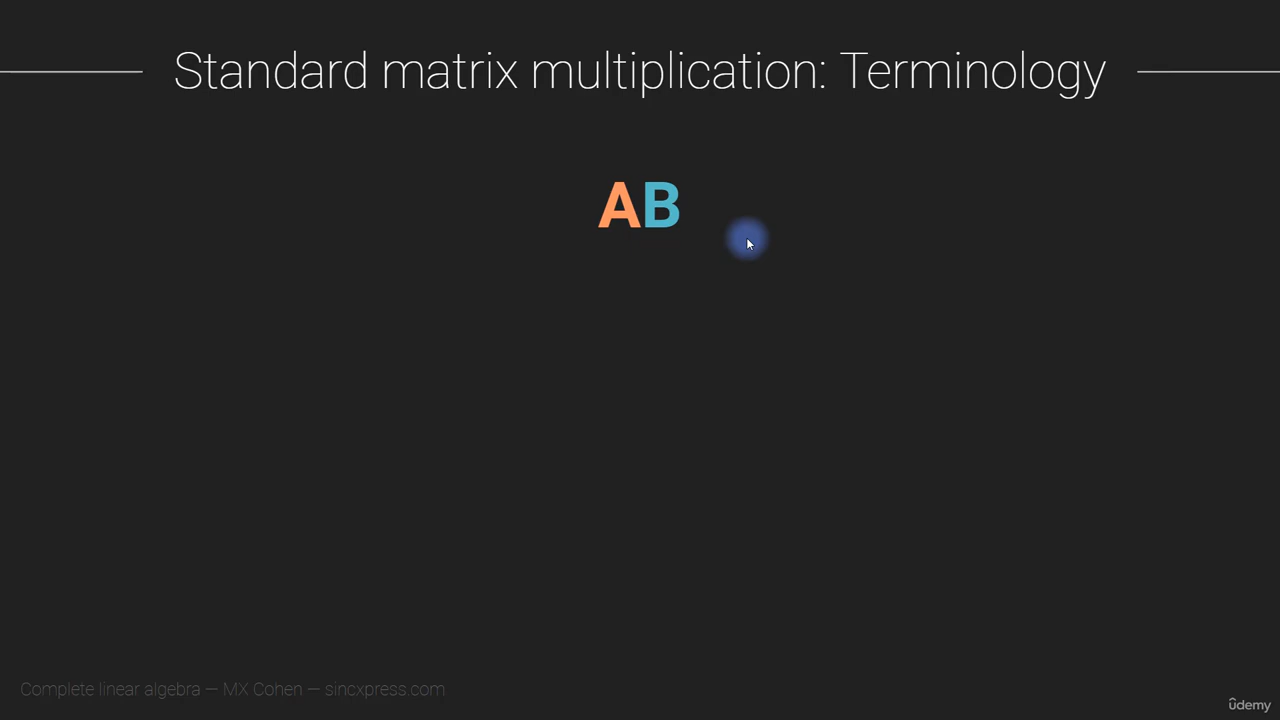 Standard matrix multiplication: Terminology
AB
Complete linear algebra — MX Cohen — sincxpress.com
ûdemy